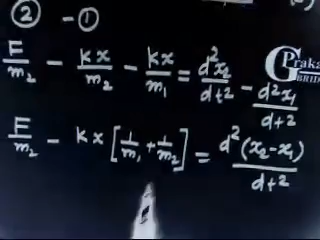 ② - ①
F/m₂ - kx/m₂ - kx/m₁ = d²x₂/dt² - d²x₁/dt²
F/m₂ - kx[1/m₁ + 1/m₂] = d²(x₂-x₁)/dt²